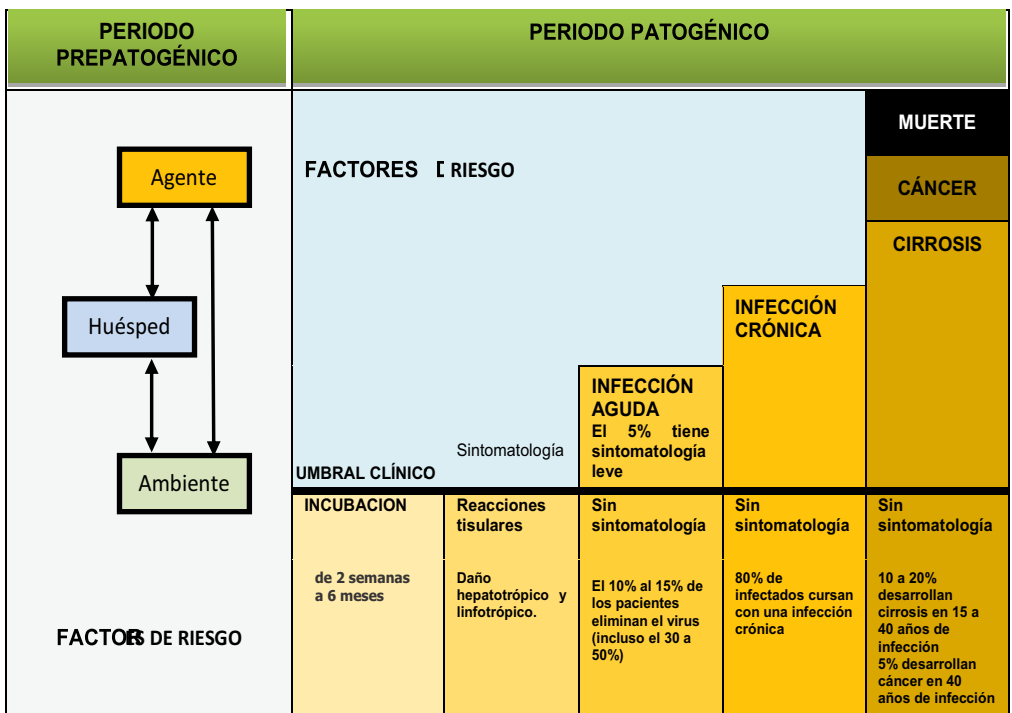 PERIODO
PREPATOGÉNICO
PERIODO PATOGÉNICO
Agente
Huésped
Ambiente
FACTORES DE RIESGO
FACTORES D RIESGO
MUERTE
CÁNCER
CIRROSIS
INFECCIÓN
CRÓNICA
INFECCIÓN
AGUDA
El 5% tiene
sintomatología
leve
Sintomatología
UMBRAL CLÍNICO
INCUBACION
de 2 semanas
a 6 meses
Reacciones
tisulares
Daño
hepatotrópico y
linfotrópico.
Sin
sintomatología
El 10% al 15% de
los pacientes
eliminan el virus
(incluso el 30 a
50%)
Sin
sintomatología
80% de
infectados cursan
con una infección
crónica
Sin
sintomatología
10 a 20%
desarrollan
cirrosis en 15 a
40 años de
infección
5% desarrollan
cáncer en 40
años de infección